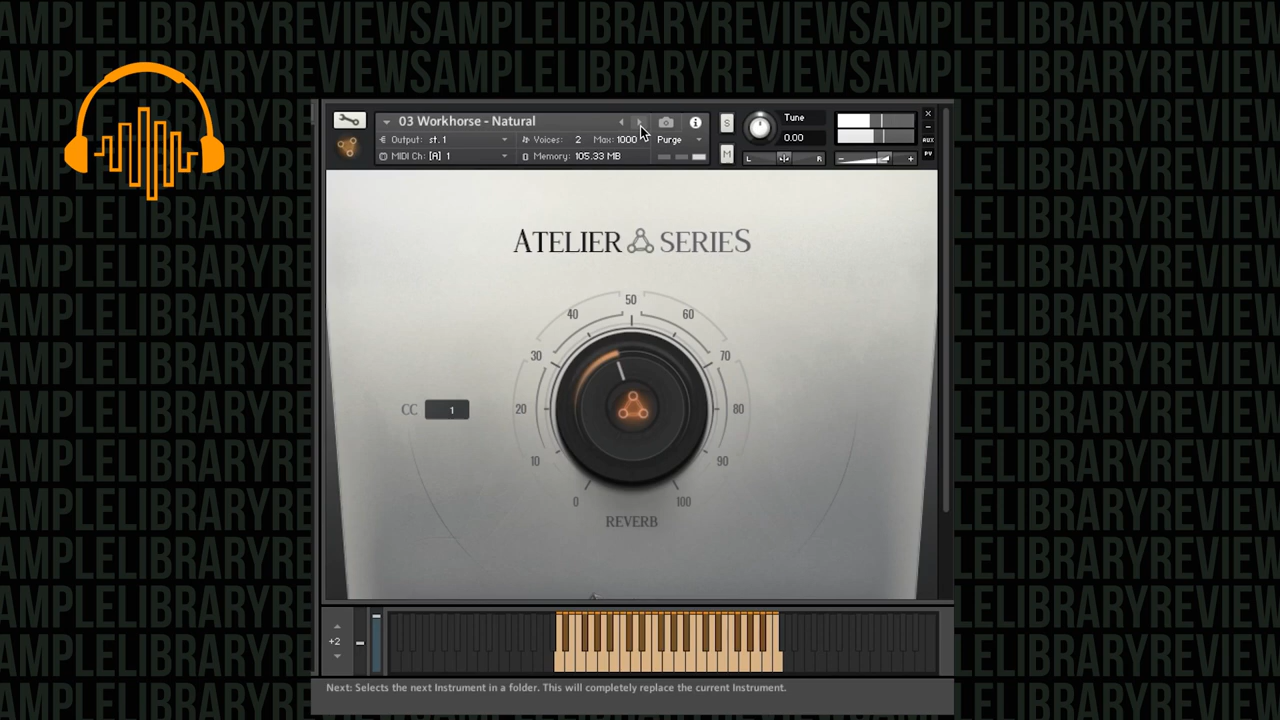 AMPLELIBRARYREVIEWSAMPLELIBRARYREVIEWSAMPLELIBRARYREVIEW
03 Workhorse - Natural
Output: st. 1
Voices: 2 Max: 1000
Purge
MIDI Ch: [A] 1
Memory: 105.33 MB
S
M
Tune
0.00
L R
- +
×
-
AUX
PV
ATELIER SERIES
50
40 60
30 70
CC 1
20 80
10 90
0 100
REVERB
+2
Next: Selects the next Instrument in a folder. This will completely replace the current Instrument.